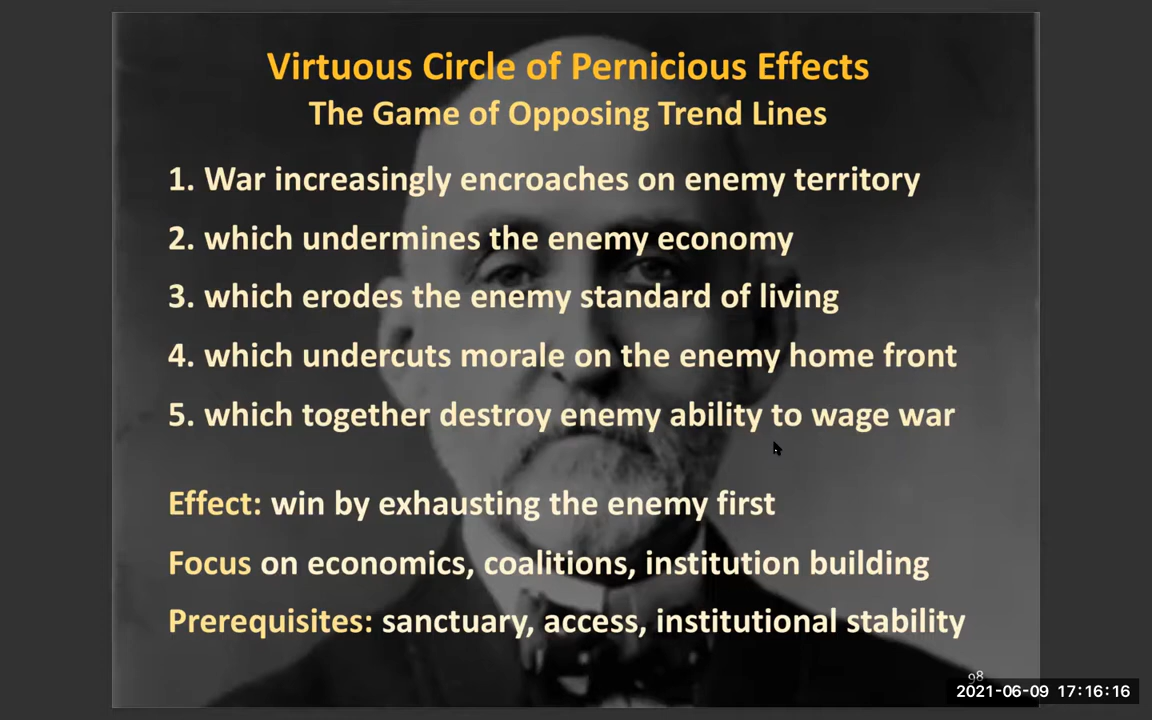 Virtuous Circle of Pernicious Effects
The Game of Opposing Trend Lines
1. War increasingly encroaches on enemy territory
2. which undermines the enemy economy
3. which erodes the enemy standard of living
4. which undercuts morale on the enemy home front
5. which together destroy enemy ability to wage war
Effect: win by exhausting the enemy first
Focus on economics, coalitions, institution building
Prerequisites: sanctuary, access, institutional stability
98
2021-06-09 17:16:16